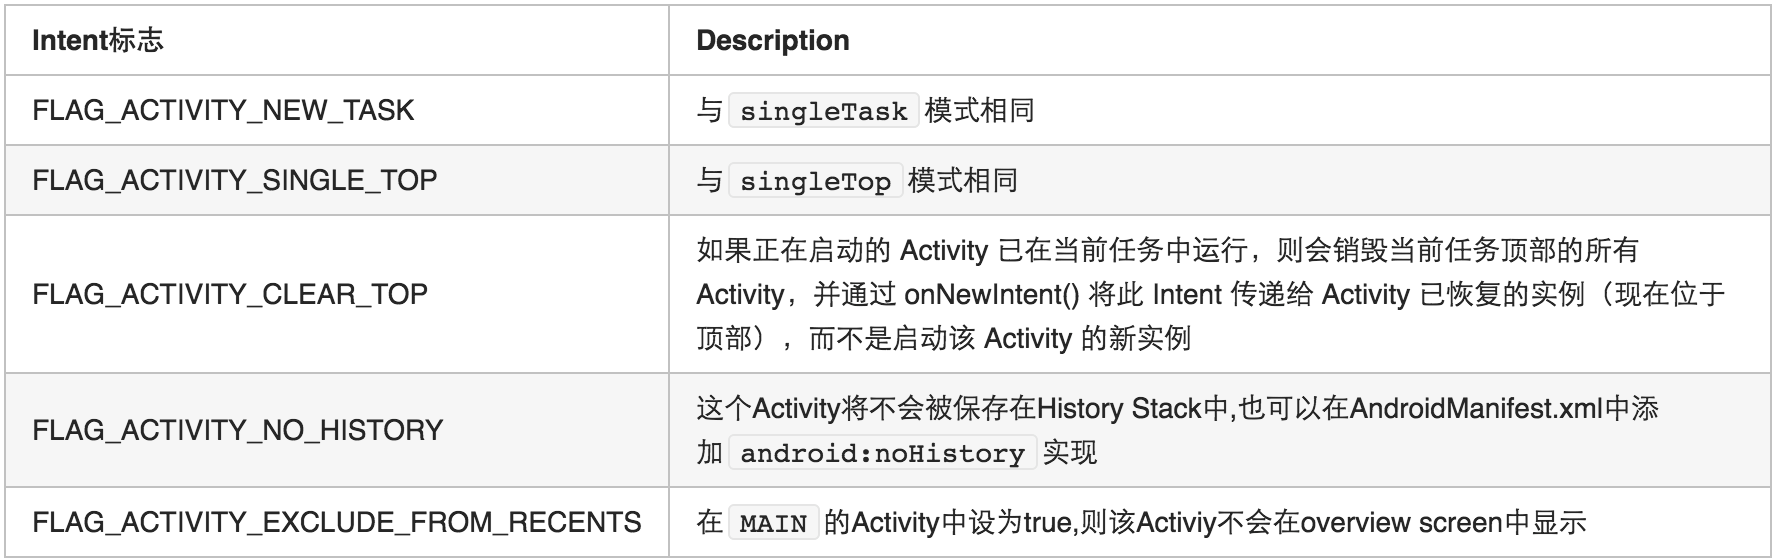 Intent标志 Description
FLAG_ACTIVITY_NEW_TASK 与 singleTask 模式相同
FLAG_ACTIVITY_SINGLE_TOP 与 singleTop 模式相同
FLAG_ACTIVITY_CLEAR_TOP
如果正在启动的 Activity 已在当前任务中运行，则会销毁当前任务顶部的所有
Activity，并通过 onNewIntent() 将此 Intent 传递给 Activity 已恢复的实例（现在位于
顶部），而不是启动该 Activity 的新实例
FLAG_ACTIVITY_NO_HISTORY
这个Activity将不会被保存在History Stack中,也可以在AndroidManifest.xml中添
加 android:noHistory 实现
FLAG_ACTIVITY_EXCLUDE_FROM_RECENTS 在 MAIN 的Activity中设为true,则该Activiy不会在overview screen中显示